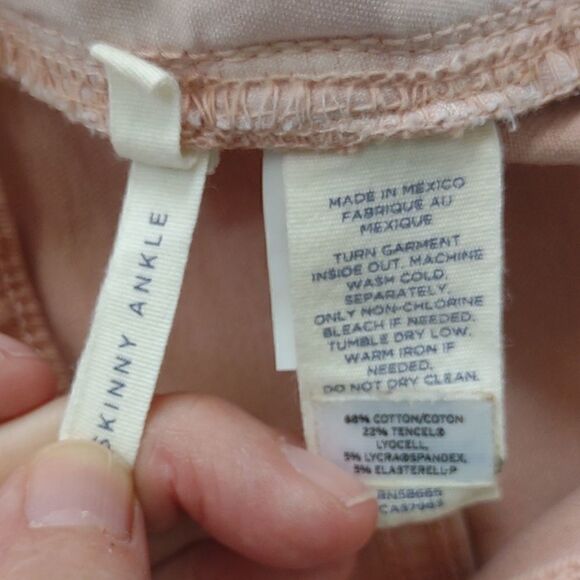 SKINNY ANKLE
MADE IN MEXICO
FABRIQUE AU
MEXIQUE
TURN GARMENT
INSIDE OUT. MACHINE
WASH COLD.
SEPARATELY.
ONLY NON-CHLORINE
BLEACH IF NEEDED.
TUMBLE DRY LOW.
WARM IRON IF
NEEDED.
DO NOT DRY CLEAN.
68% COTTON/COTON
22% TENCEL®
LYOCELL,
5% LYCRA®SPANDEX,
5% ELASTERELL-P